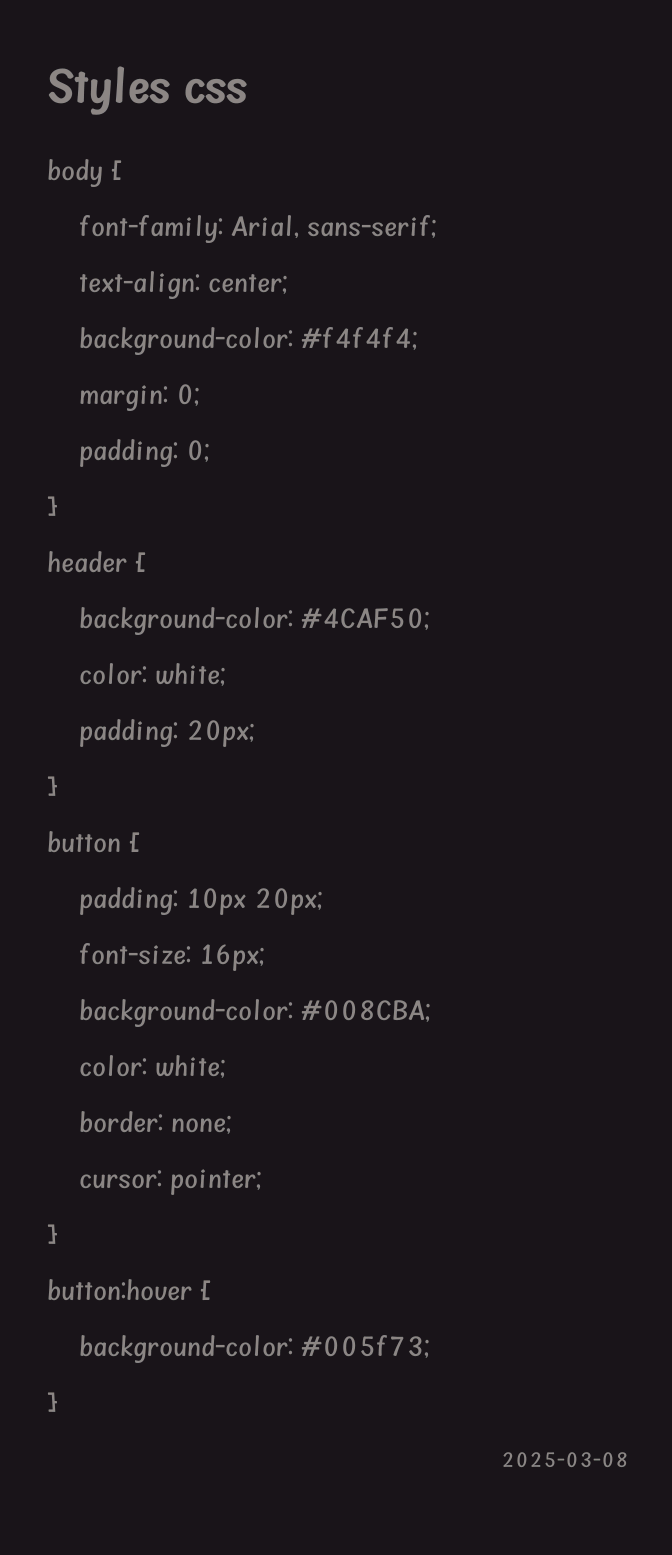 Styles css
body {
font-family: Arial, sans-serif;
text-align: center;
background-color: #f4f4f4;
margin: 0;
padding: 0;
}
header {
background-color: #4CAF50;
color: white;
padding: 20px;
}
button {
padding: 10px 20px;
font-size: 16px;
background-color: #008CBA;
color: white;
border: none;
cursor: pointer;
}
button:hover {
background-color: #005f73;
}
2025-03-08